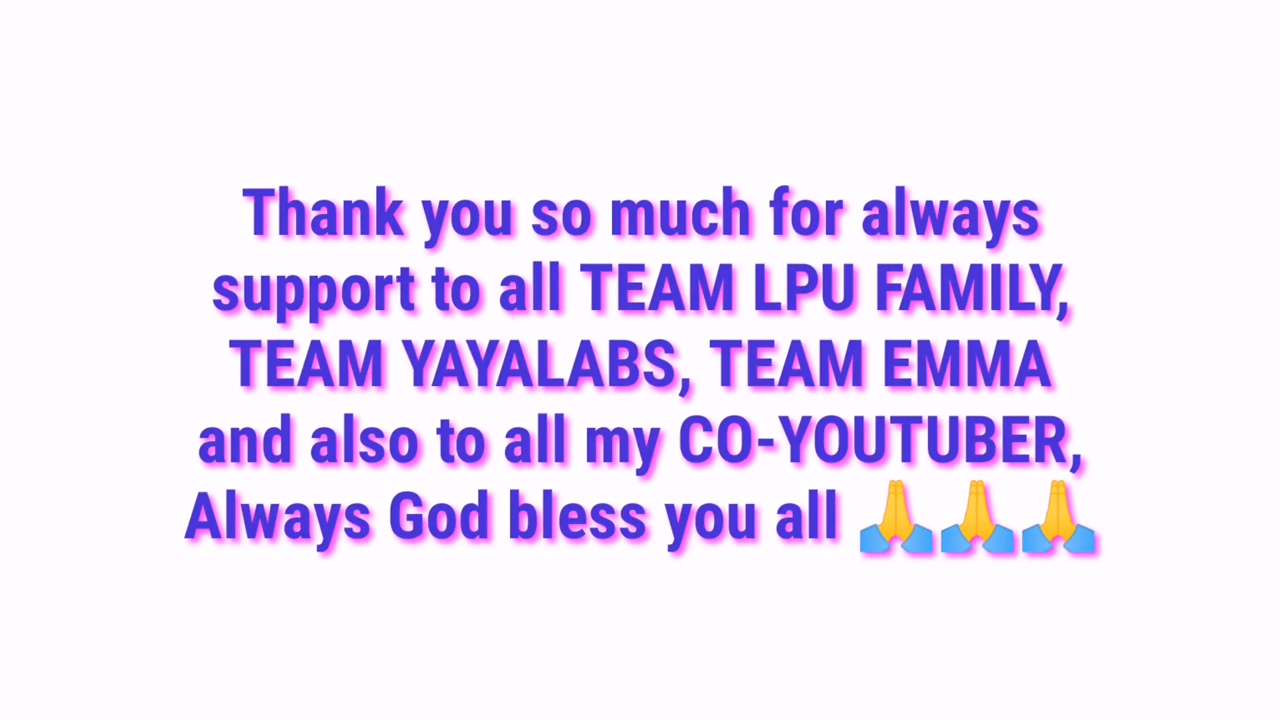 Thank you so much for always
support to all TEAM LPU FAMILY,
TEAM YAYALABS, TEAM EMMA
and also to all my CO-YOUTUBER,
Always God bless you all 🙏🙏🙏